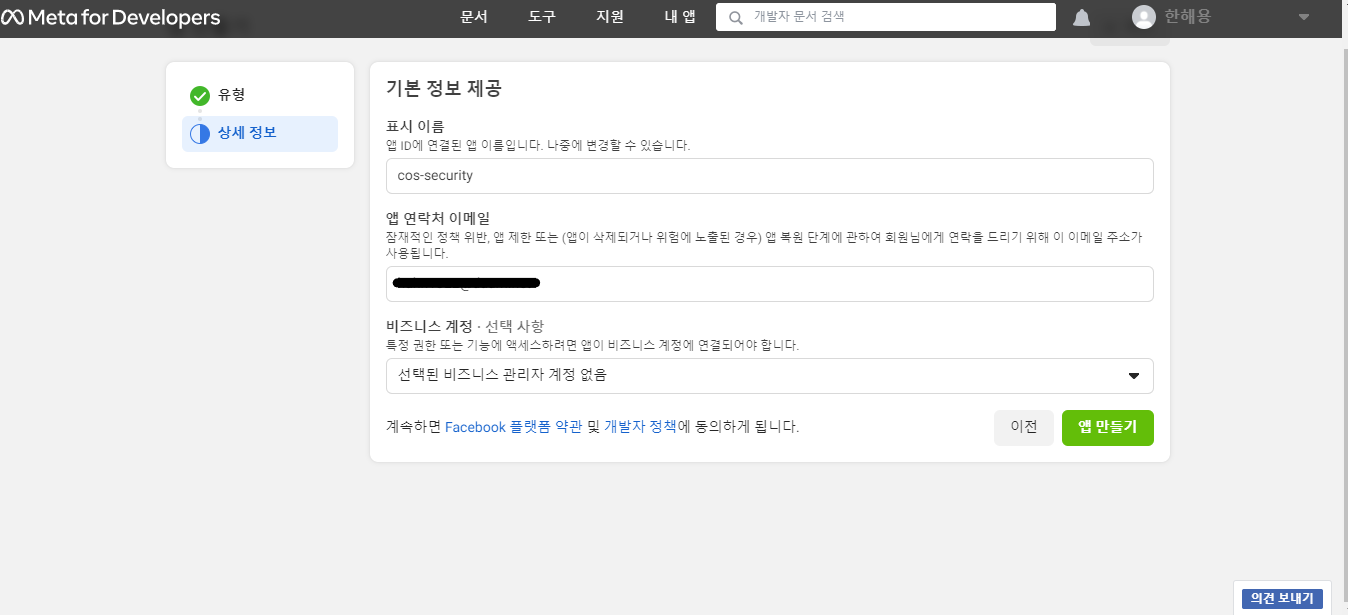 Meta for Developers 문서 도구 지원 내 앱 개발자 문서 검색 한해용
유형
상세 정보
기본 정보 제공
표시 이름
앱 ID에 연결된 앱 이름입니다. 나중에 변경할 수 있습니다.
cos-security
앱 연락처 이메일
잠재적인 정책 위반, 앱 제한 또는 (앱이 삭제되거나 위험에 노출된 경우) 앱 복원 단계에 관하여 회원님에게 연락을 드리기 위해 이 이메일 주소가
사용됩니다.
비즈니스 계정 · 선택 사항
특정 권한 또는 기능에 액세스하려면 앱이 비즈니스 계정에 연결되어야 합니다.
선택된 비즈니스 관리자 계정 없음
계속하면 Facebook 플랫폼 약관 및 개발자 정책에 동의하게 됩니다. 이전 앱 만들기
의견 보내기